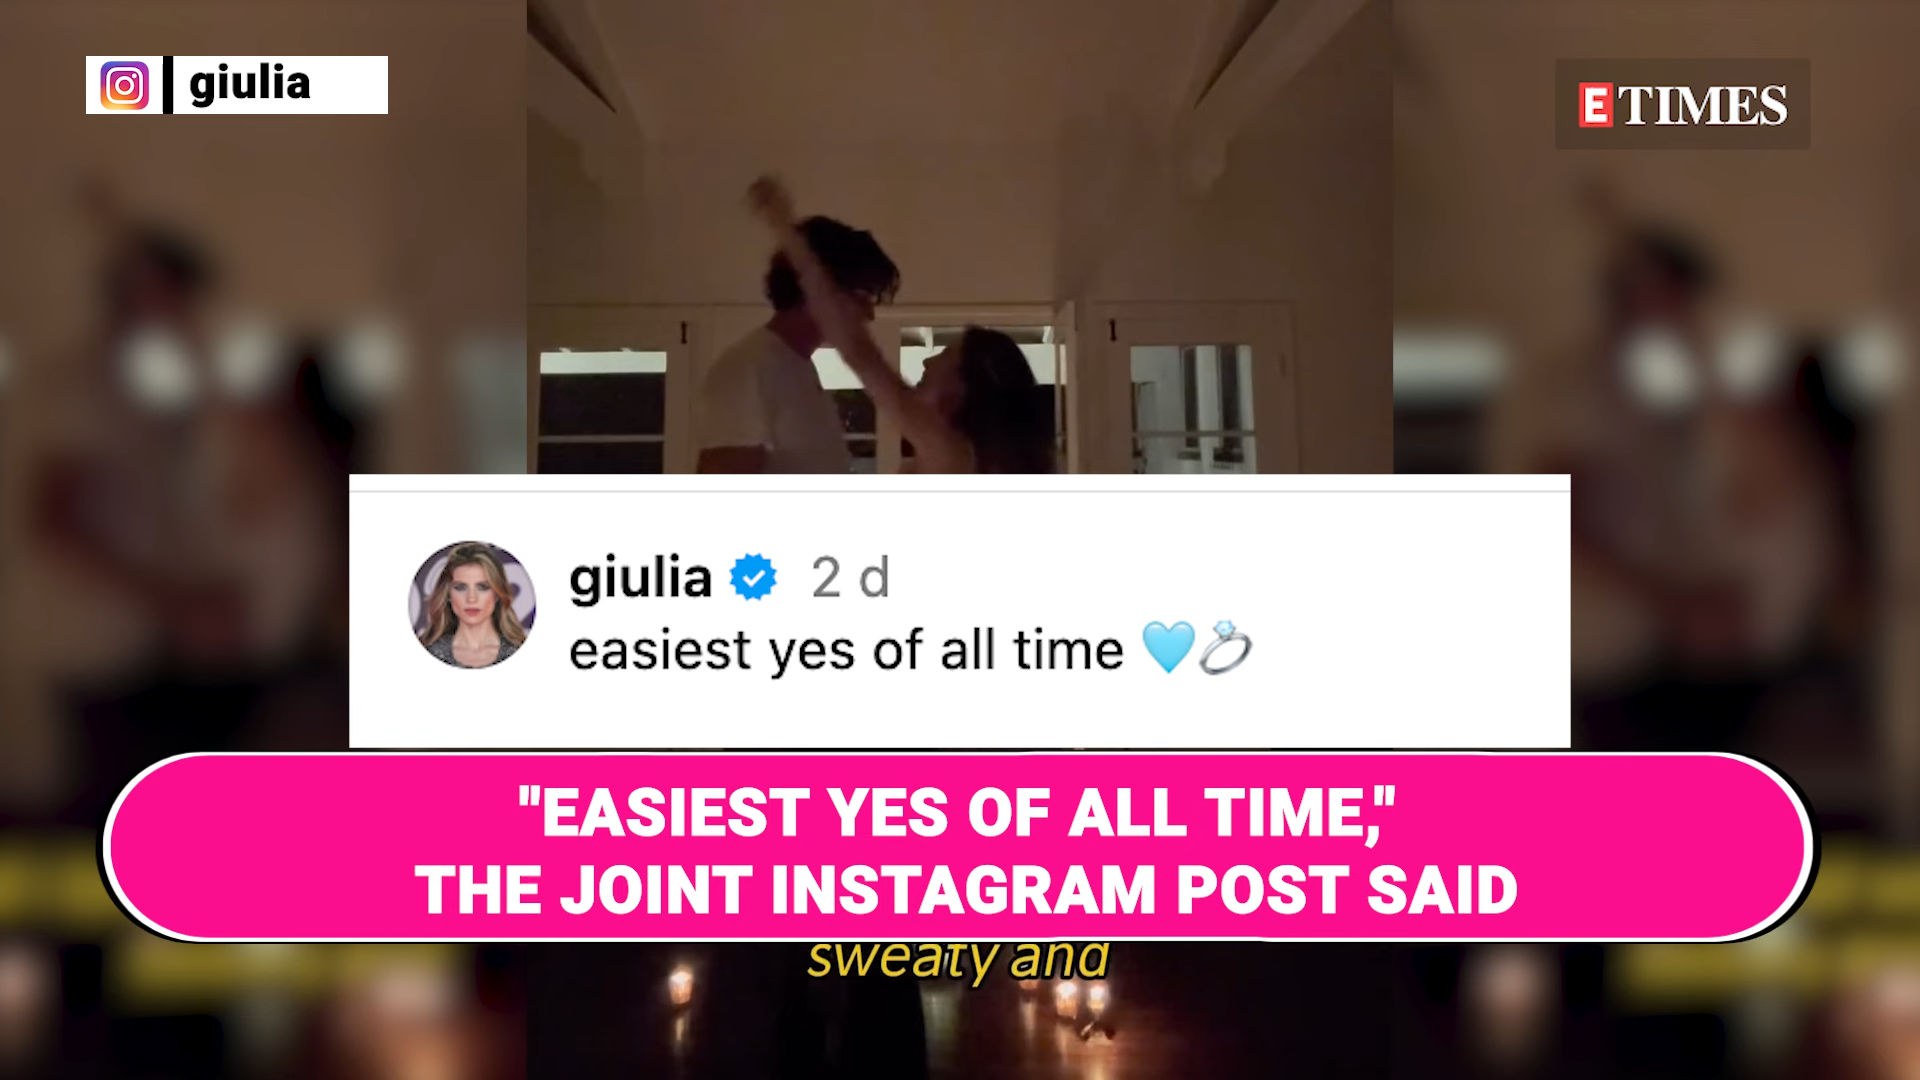 giulia
ETIMES
giulia 2 d
easiest yes of all time 🩵💍
"EASIEST YES OF ALL TIME,"
THE JOINT INSTAGRAM POST SAID
sweaty and